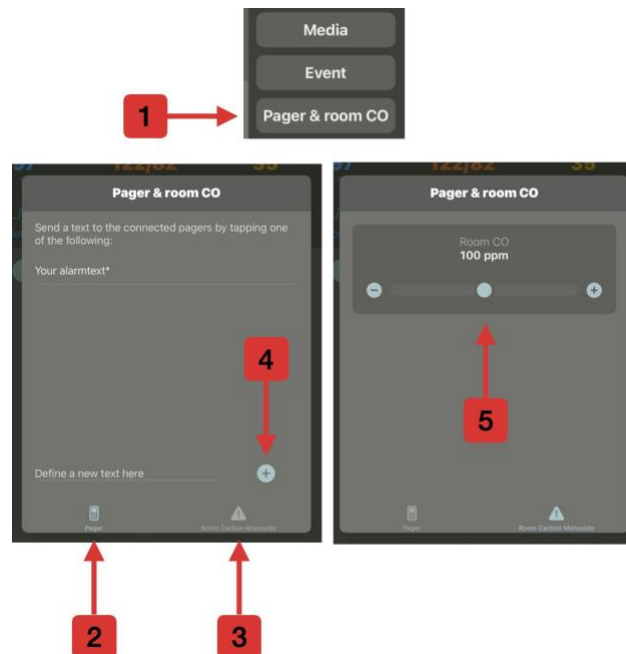 Media
Event
1
Pager & room CO
122/82
35
122/82
35
Pager & room CO
Send a text to the connected pagers by tapping one
of the following:
Your alarmtext*
4
Define a new text here
Pager
Room Carbon Monoxide
2
3
Pager & room CO
Room CO
100 ppm
5
Pager
Room Carbon Monoxide